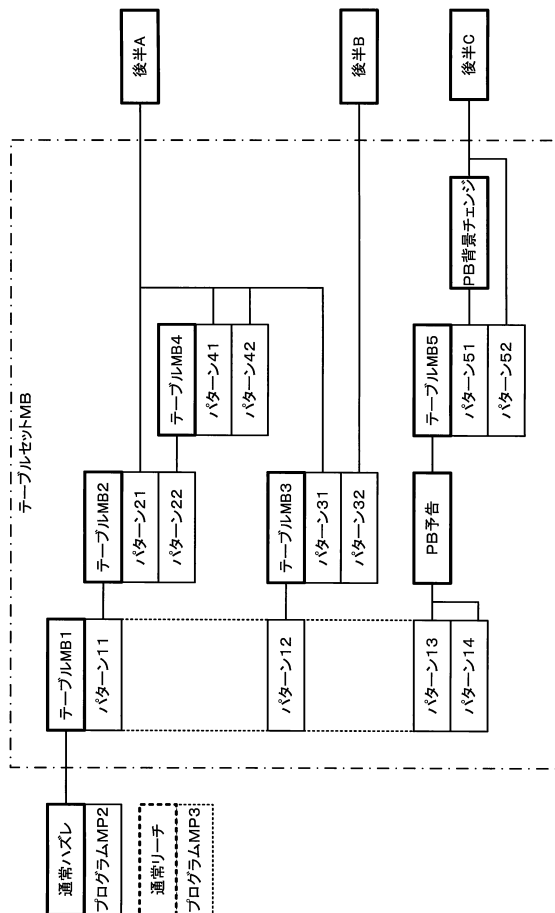 テーブルセットMB
通常ハズレ
プログラムMP2
通常リーチ
プログラムMP3
テーブルMB1
パターン11
パターン12
パターン13
パターン14
テーブルMB2
パターン21
パターン22
テーブルMB3
パターン31
パターン32
PB予告
テーブルMB4
パターン41
パターン42
テーブルMB5
パターン51
パターン52
PB背景チェンジ
後半A
後半B
後半C